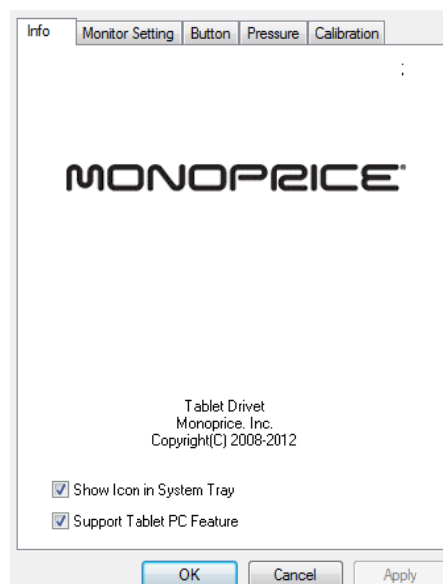 Info Monitor Setting Button Pressure Calibration
:
MONOPRICE®
Tablet Drivet
Monoprice. Inc.
Copyright(C) 2008-2012
Show Icon in System Tray
Support Tablet PC Feature
OK Cancel Apply